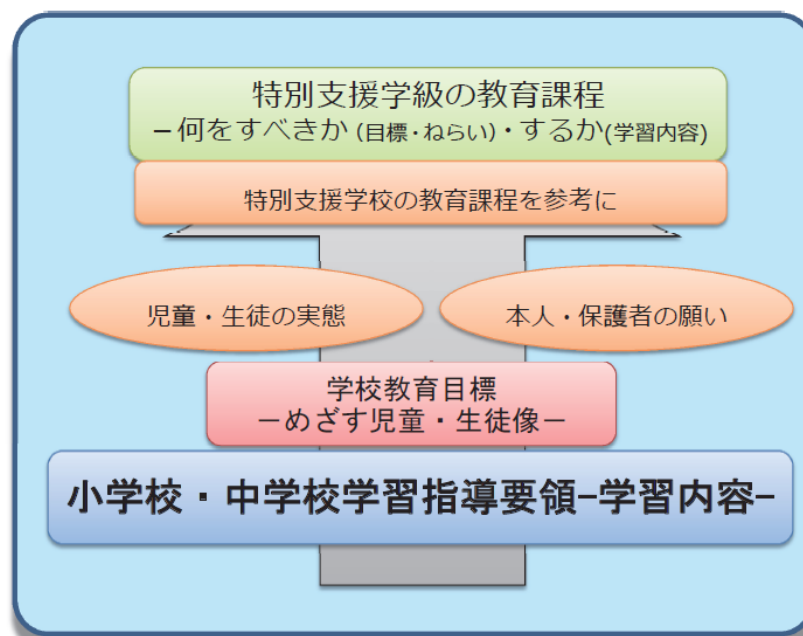 特別支援学級の教育課程
－何をすべきか（目標・ねらい）・するか(学習内容)
特別支援学校の教育課程を参考に
児童・生徒の実態
本人・保護者の願い
学校教育目標
－めざす児童・生徒像－
小学校・中学校学習指導要領−学習内容−